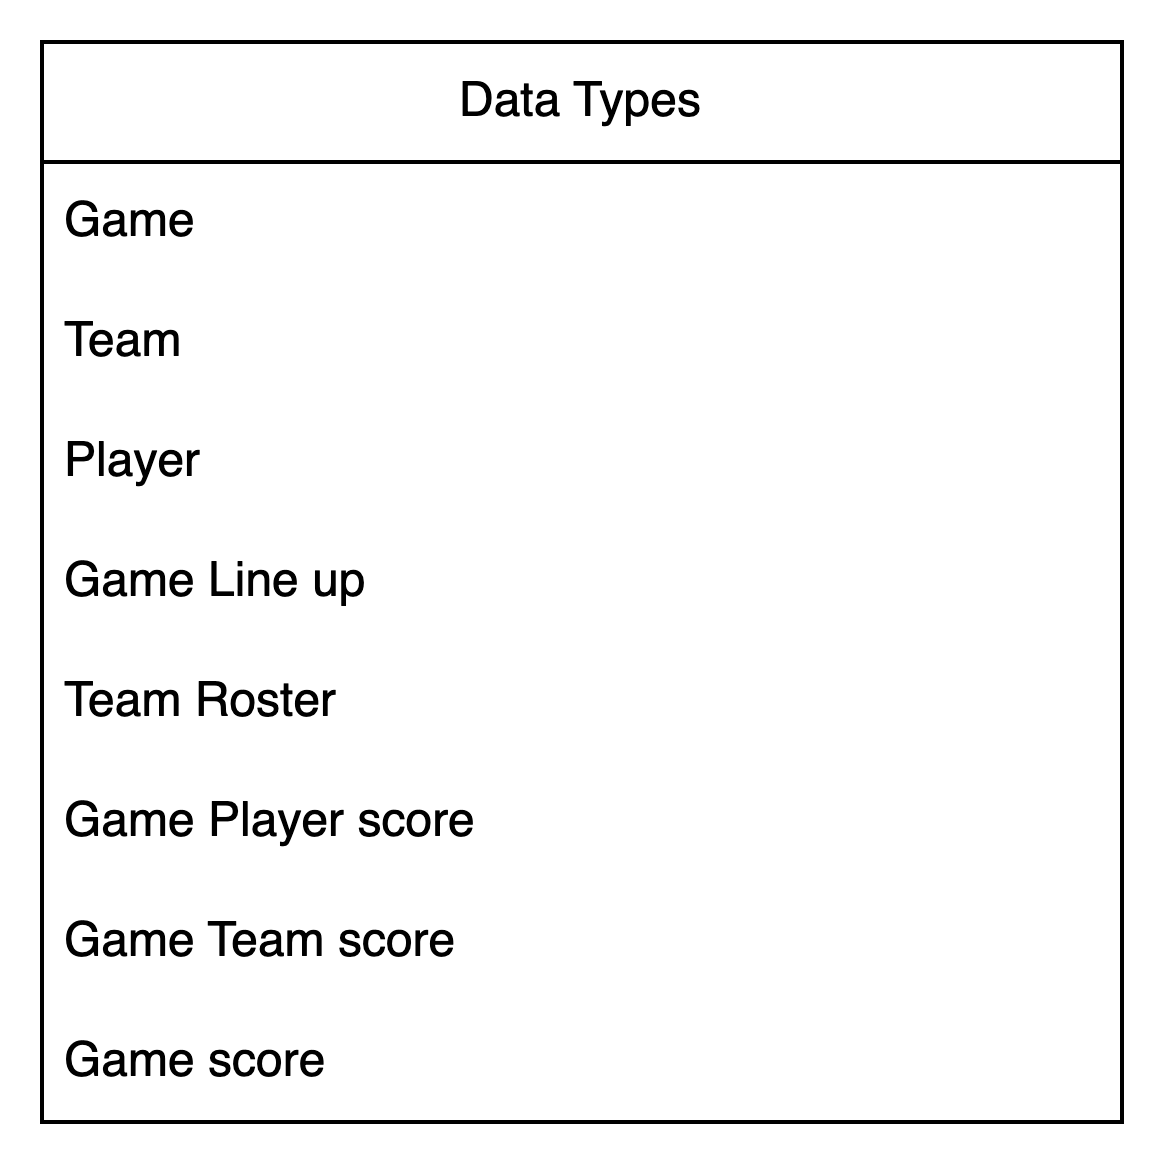 Data Types
Game
Team
Player
Game Line up
Team Roster
Game Player score
Game Team score
Game score